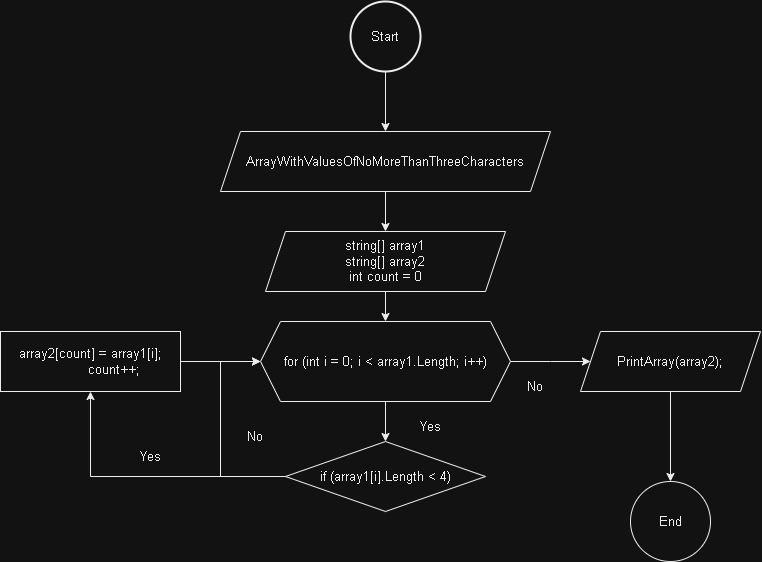 Start
ArrayWithValuesOfNoMoreThanThreeCharacters
string[] array1
string[] array2
int count = 0
array2[count] = array1[i];
count++;
for (int i = 0; i < array1.Length; i++)
PrintArray(array2);
No
Yes
No
Yes
if (array1[i].Length < 4)
End